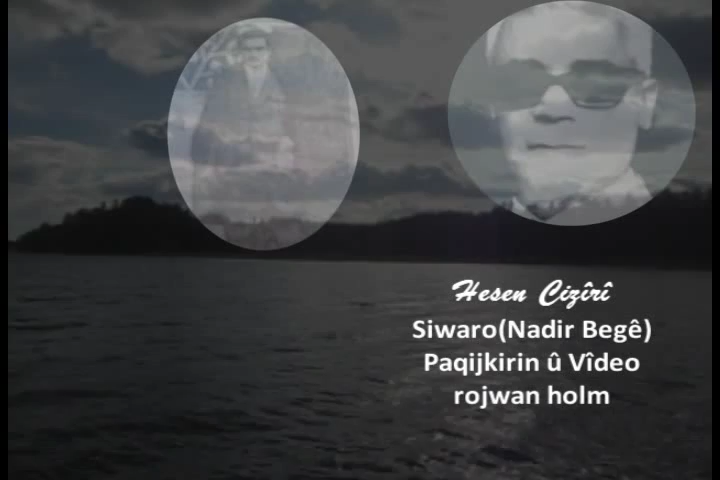 Hesen Cizîrî
Siwaro(Nadir Begê)
Paqijkirin û Vîdeo
rojwan holm